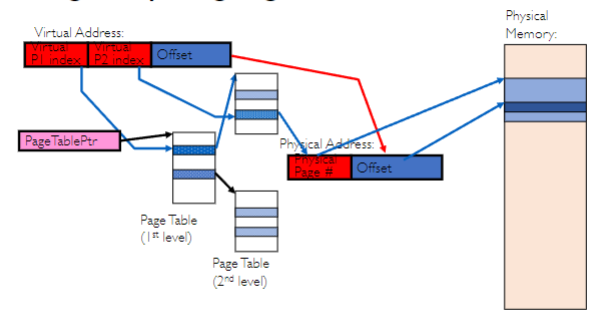 Physical
Memory:
Virtual Address:
Virtual
P1 index
Virtual
P2 index
Offset
PageTablePtr
Physical Address:
Physical
Page #
Offset
Page Table
(1st level)
Page Table
(2nd level)